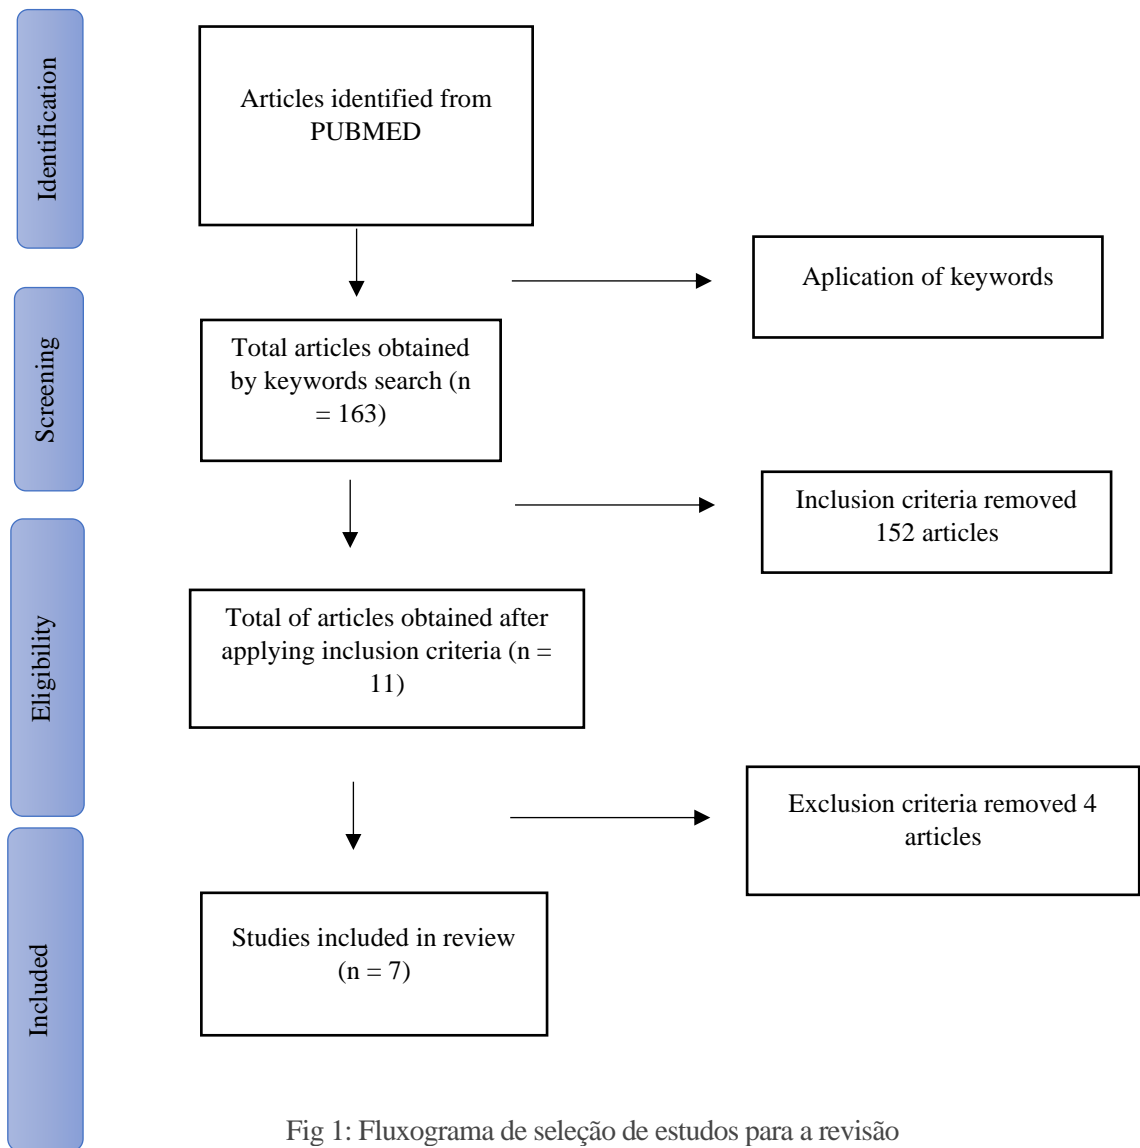 Identification
Articles identified from
PUBMED
Aplication of keywords
Screening
Total articles obtained
by keywords search (n
= 163)
Inclusion criteria removed
152 articles
Eligibility
Total of articles obtained after
applying inclusion criteria (n =
11)
Exclusion criteria removed 4
articles
Included
Studies included in review
(n = 7)
Fig 1: Fluxograma de seleção de estudos para a revisão